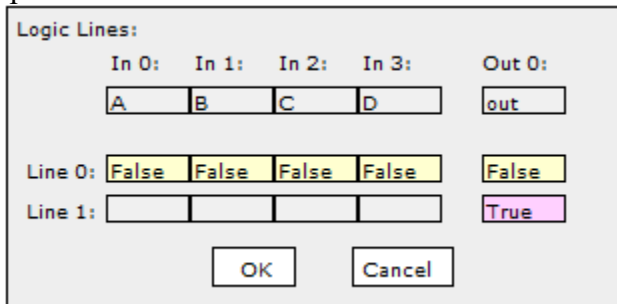 Logic Lines:
In 0: In 1: In 2: In 3: Out 0:
A B C D out
Line 0: False False False False False
Line 1: True
OK Cancel